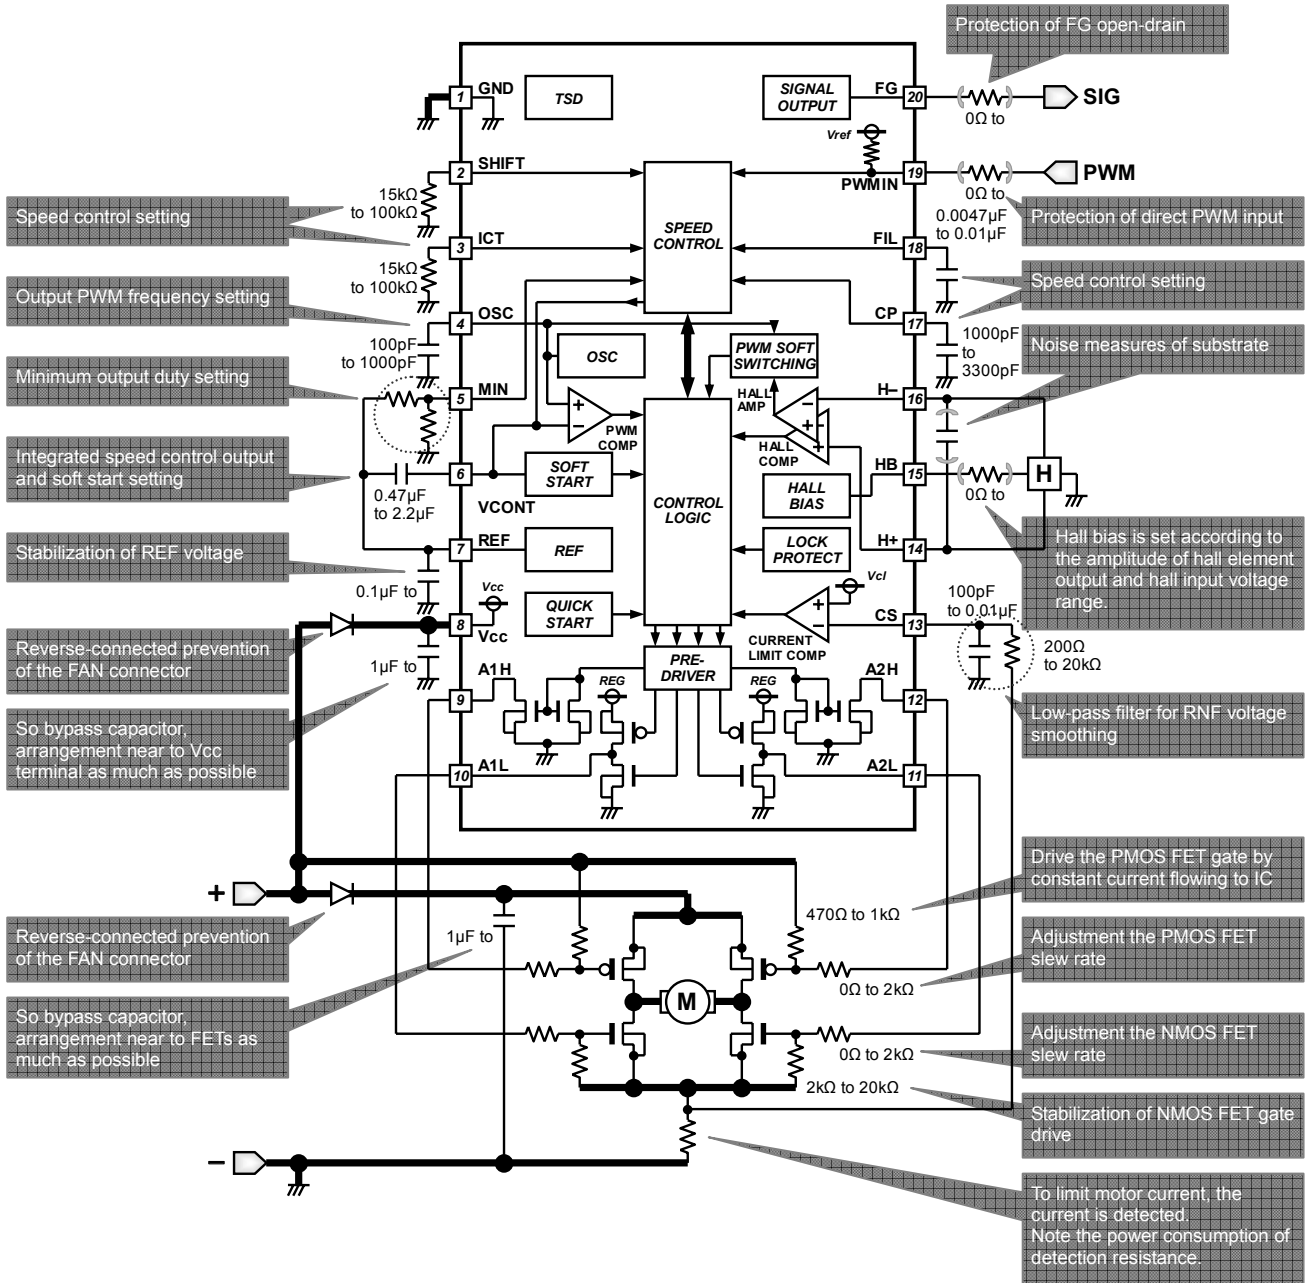 Protection of FG open-drain
1
GND
TSD
SIGNAL
OUTPUT
FG
20
SIG
0Ω to
Vref
2
SHIFT
PWMIN
19
PWM
0Ω to
15kΩ
to 100kΩ
Speed control setting
SPEED
CONTROL
0.0047µF
to 0.01µF
Protection of direct PWM input
3
ICT
FIL
18
15kΩ
to 100kΩ
Speed control setting
Output PWM frequency setting
4
OSC
CP
17
100pF
to 1000pF
OSC
PWM SOFT
SWITCHING
1000pF
to
3300pF
Noise measures of substrate
Minimum output duty setting
5
MIN
HALL
AMP
H–
16
+
–
PWM
COMP
–
+
–
+
HALL
COMP
Integrated speed control output
and soft start setting
6
VCONT
0.47µF
to 2.2µF
SOFT
START
CONTROL
LOGIC
HALL
BIAS
HB
15
0Ω to
H
Stabilization of REF voltage
7
REF
REF
LOCK
PROTECT
H+
14
Hall bias is set according to
the amplitude of hall element
output and hall input voltage
range.
0.1µF to
Vcc
8
Vcc
QUICK
START
Vcl
+
–
CURRENT
LIMIT COMP
CS
13
100pF
to 0.01µF
200Ω
to 20kΩ
Reverse-connected prevention
of the FAN connector
1µF to
9
A1H
REG
PRE-
DRIVER
REG
A2H
12
Low-pass filter for RNF voltage
smoothing
So bypass capacitor,
arrangement near to Vcc
terminal as much as possible
10
A1L
A2L
11
+
Drive the PMOS FET gate by
constant current flowing to IC
470Ω to 1kΩ
Reverse-connected prevention
of the FAN connector
1µF to
Adjustment the PMOS FET
slew rate
0Ω to 2kΩ
M
So bypass capacitor,
arrangement near to FETs as
much as possible
Adjustment the NMOS FET
slew rate
0Ω to 2kΩ
2kΩ to 20kΩ
Stabilization of NMOS FET gate
drive
–
To limit motor current, the
current is detected.
Note the power consumption of
detection resistance.